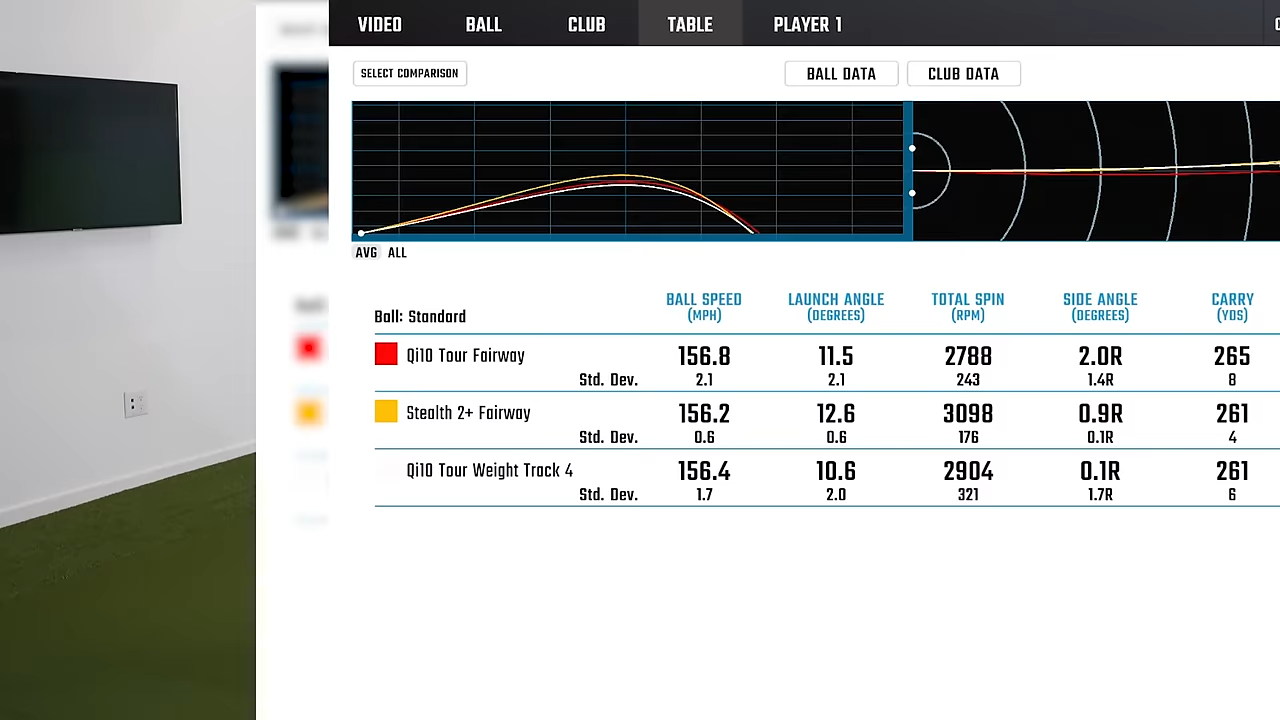 VIDEO BALL CLUB TABLE PLAYER 1
SELECT COMPARISON BALL DATA CLUB DATA
AVG ALL
Ball: Standard BALL SPEED (MPH) LAUNCH ANGLE (DEGREES) TOTAL SPIN (RPM) SIDE ANGLE (DEGREES) CARRY (YDS)
Qi10 Tour Fairway 156.8 11.5 2788 2.0R 265
Std. Dev. 2.1 2.1 243 1.4R 8
Stealth 2+ Fairway 156.2 12.6 3098 0.9R 261
Std. Dev. 0.6 0.6 176 0.1R 4
Qi10 Tour Weight Track 4 156.4 10.6 2904 0.1R 261
Std. Dev. 1.7 2.0 321 1.7R 6